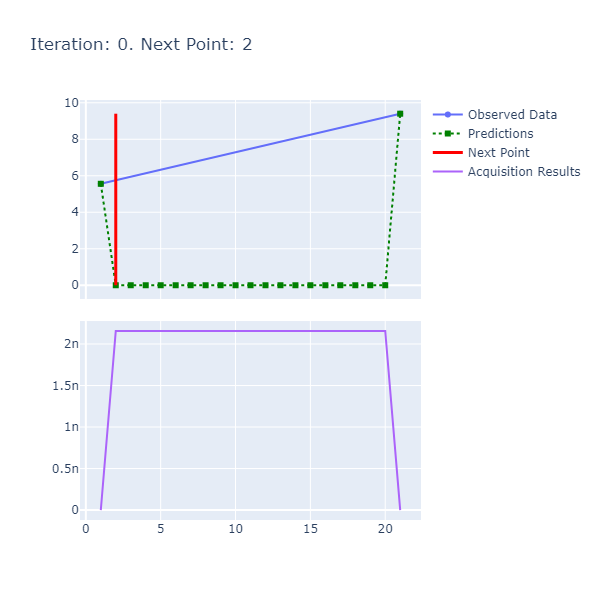 Iteration: 0. Next Point: 2
10
8
6
4
2
0
Observed Data
Predictions
Next Point
Acquisition Results
2n
1.5n
1n
0.5n
0
0 5 10 15 20